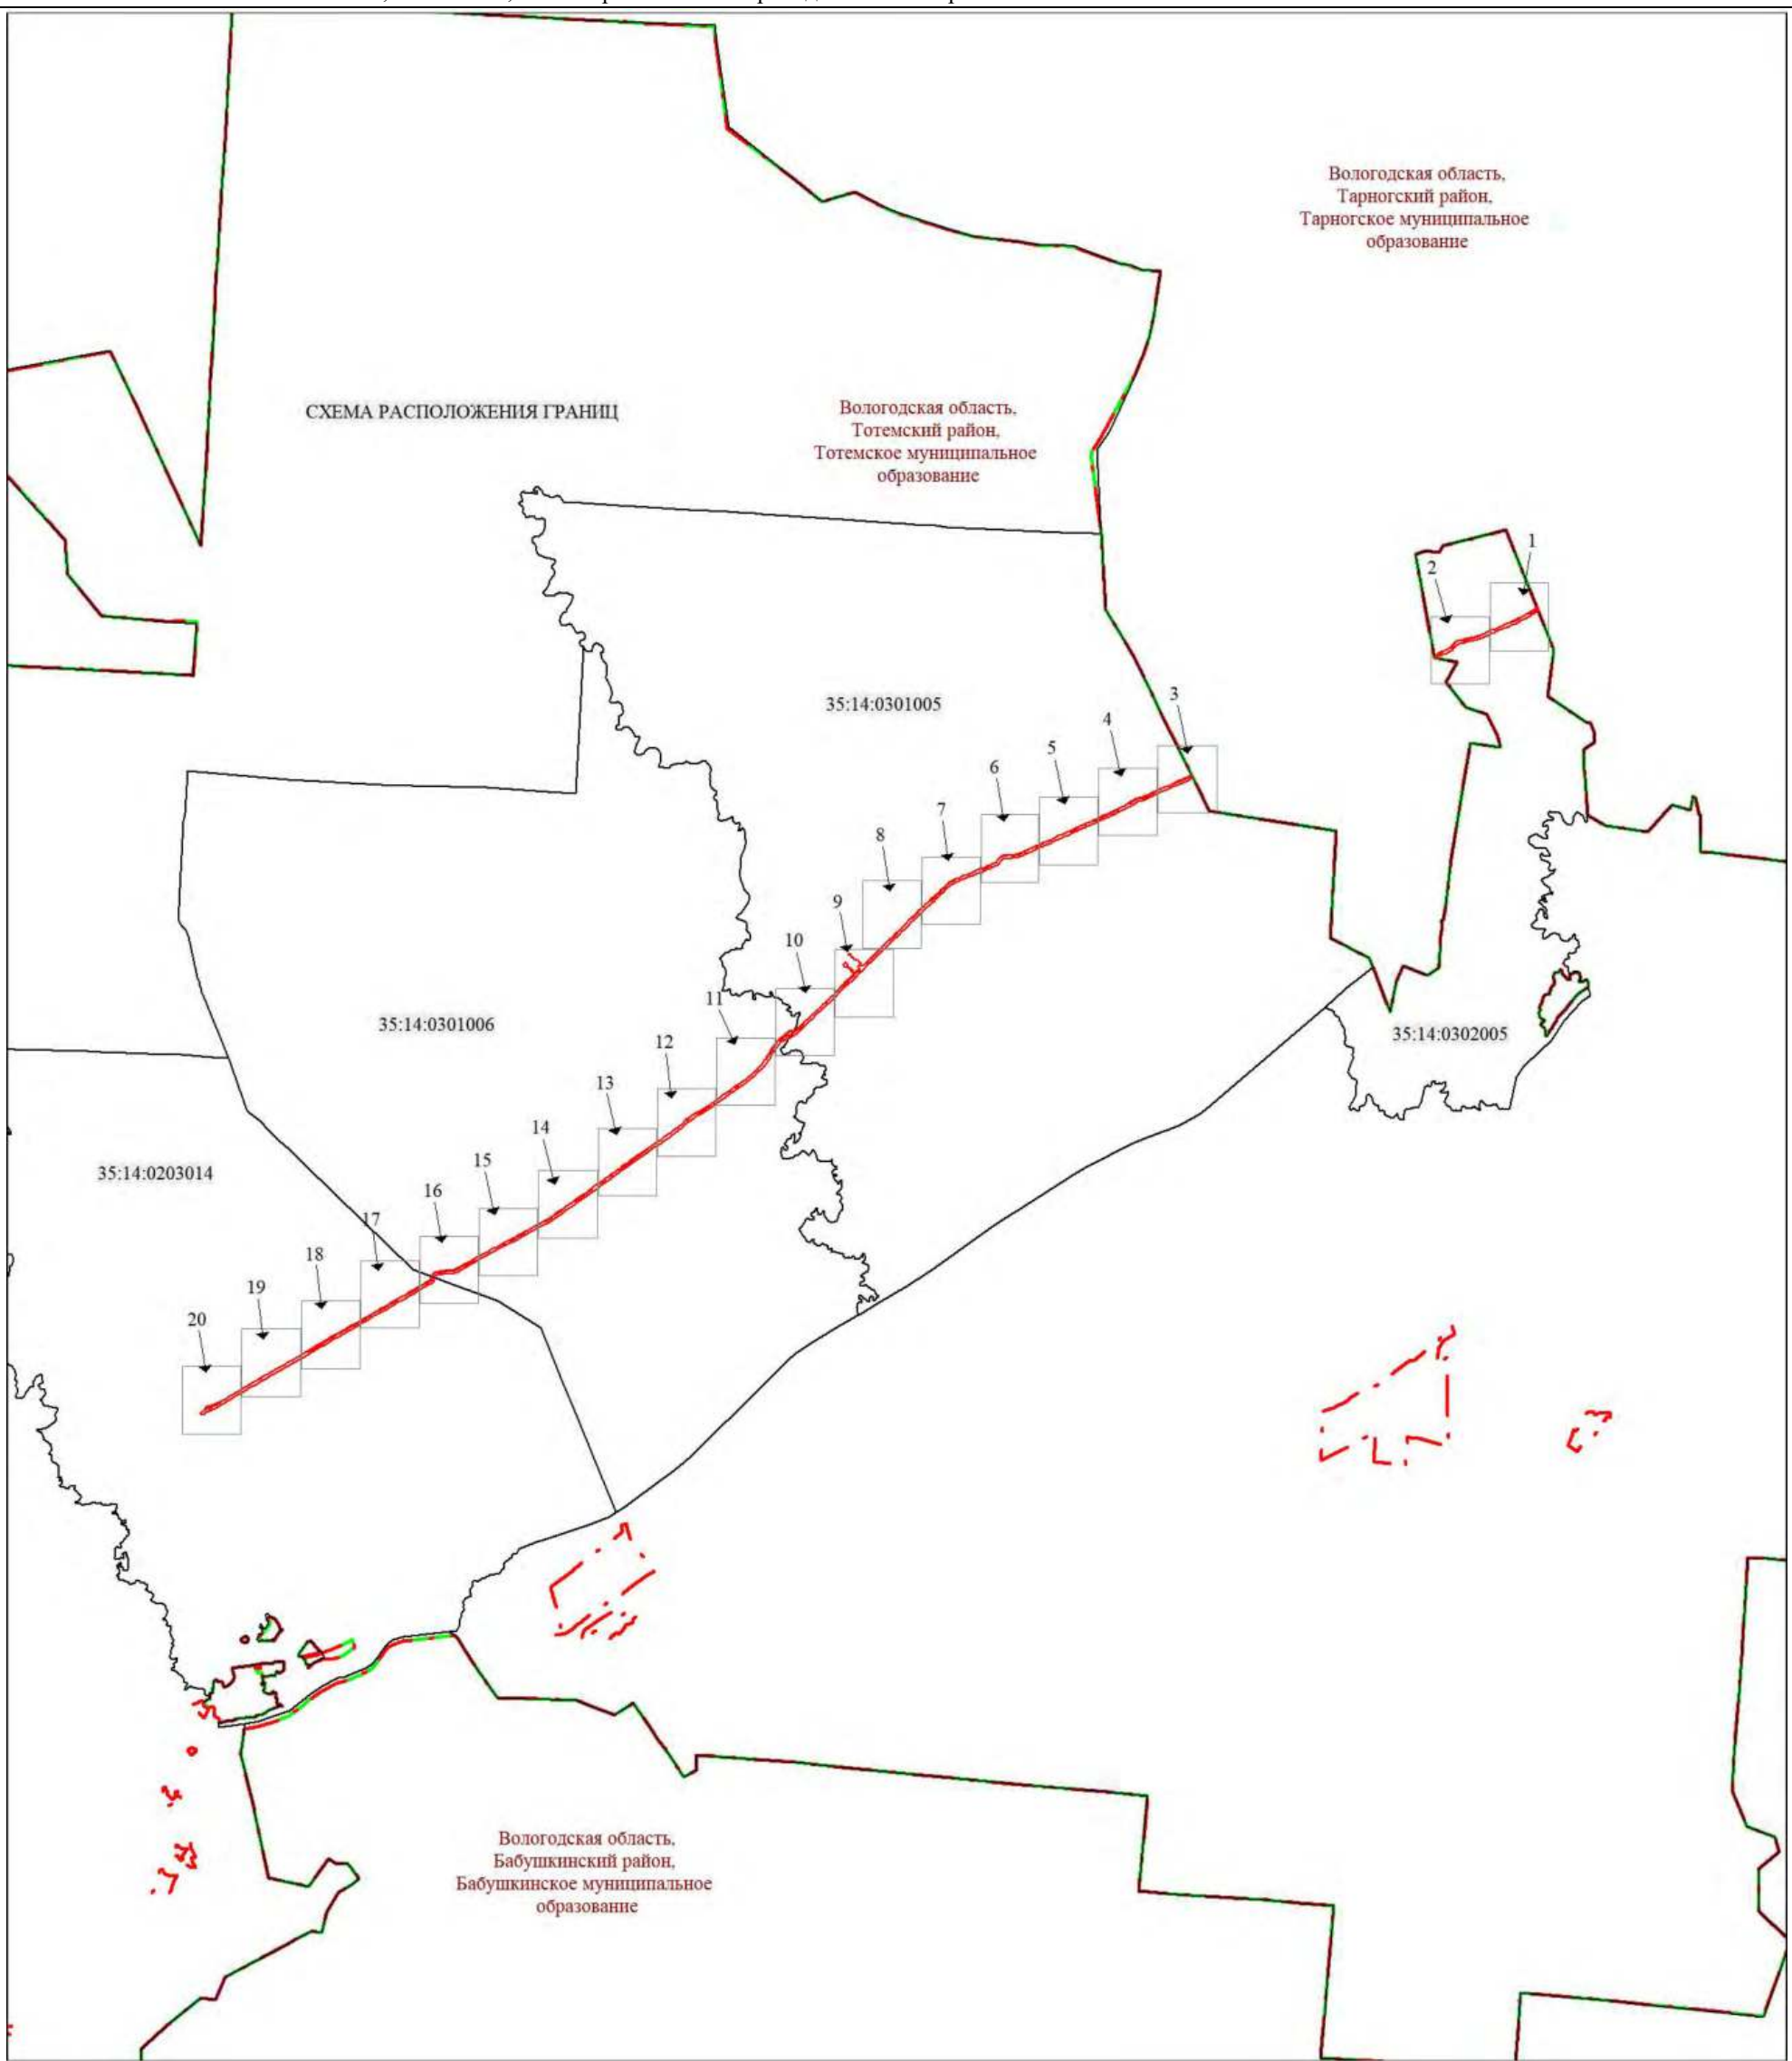 Вологодская область,
Тарногский район,
Тарногское муниципальное
образование
СХЕМА РАСПОЛОЖЕНИЯ ГРАНИЦ
Вологодская область,
Тотемский район,
Тотемское муниципальное
образование
1
2
35:14:0301005
3
4
5
6
7
8
9
10
11
35:14:0301006
35:14:0302005
12
13
14
15
35:14:0203014
16
17
18
19
20
Вологодская область,
Бабушкинский район,
Бабушкинское муниципальное
образование